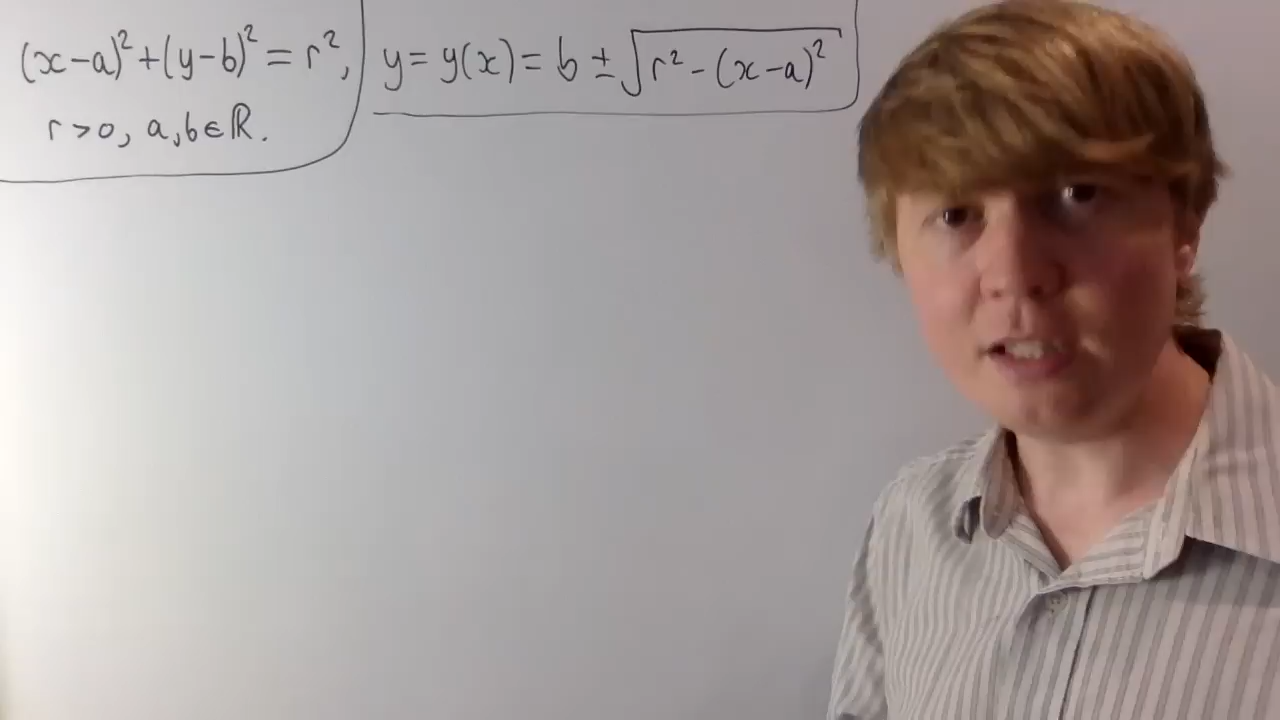 (x-a)²+(y-b)² = r²,
r>0, a,b∈ℝ.
y = y(x) = b ± √(r² - (x-a)²)